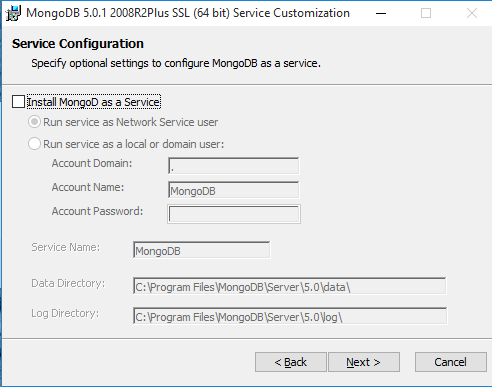 MongoDB 5.0.1 2008R2Plus SSL (64 bit) Service Customization
Service Configuration
Specify optional settings to configure MongoDB as a service.
Install MongoD as a Service
Run service as Network Service user
Run service as a local or domain user:
Account Domain: .
Account Name: MongoDB
Account Password:
Service Name: MongoDB
Data Directory: C:\Program Files\MongoDB\Server\5.0\data\
Log Directory: C:\Program Files\MongoDB\Server\5.0\log\
< Back Next > Cancel